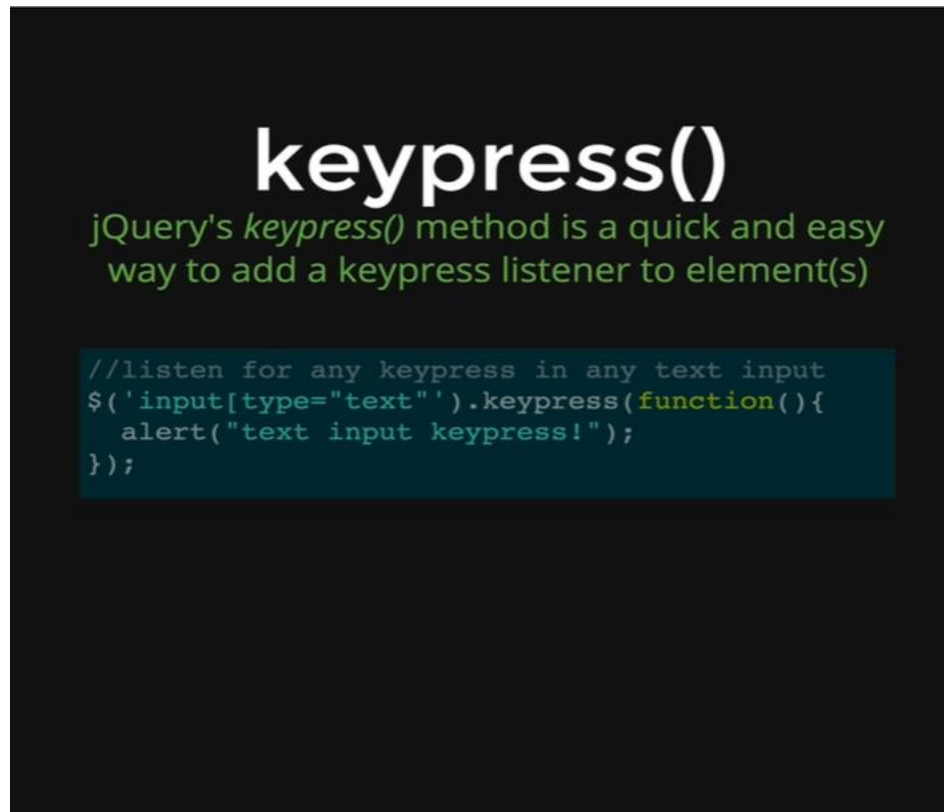 keypress()
jQuery's keypress() method is a quick and easy
way to add a keypress listener to element(s)
//listen for any keypress in any text input
$('input[type="text"').keypress(function(){
  alert("text input keypress!");
});